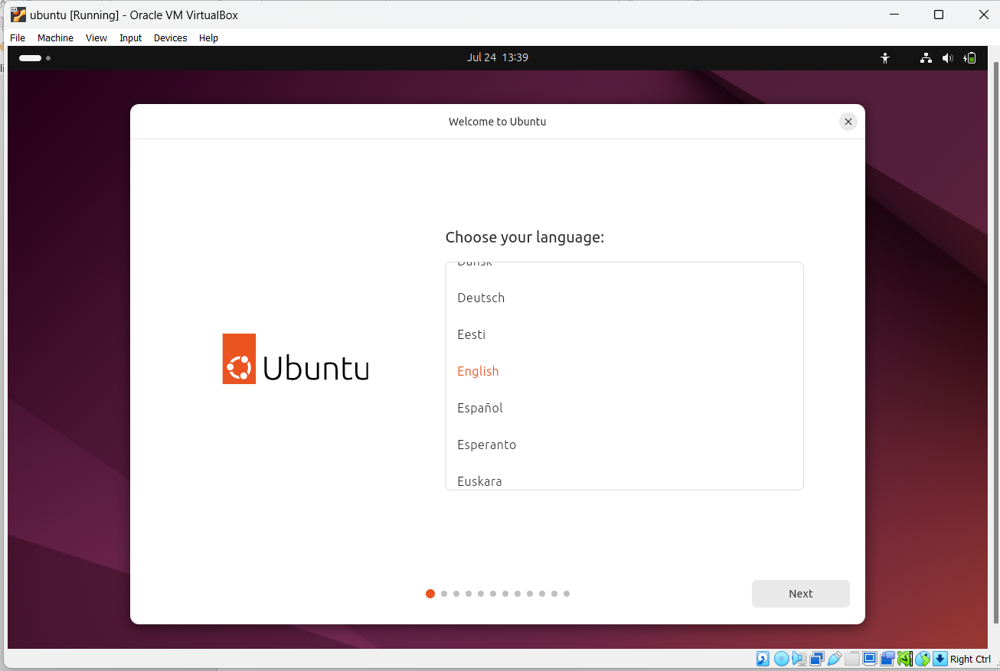 ubuntu [Running] - Oracle VM VirtualBox
File Machine View Input Devices Help
Jul 24 13:39
Welcome to Ubuntu
Choose your language:
Dansk
Deutsch
Eesti
English
Español
Esperanto
Euskara
Ubuntu
Next
Right Ctrl